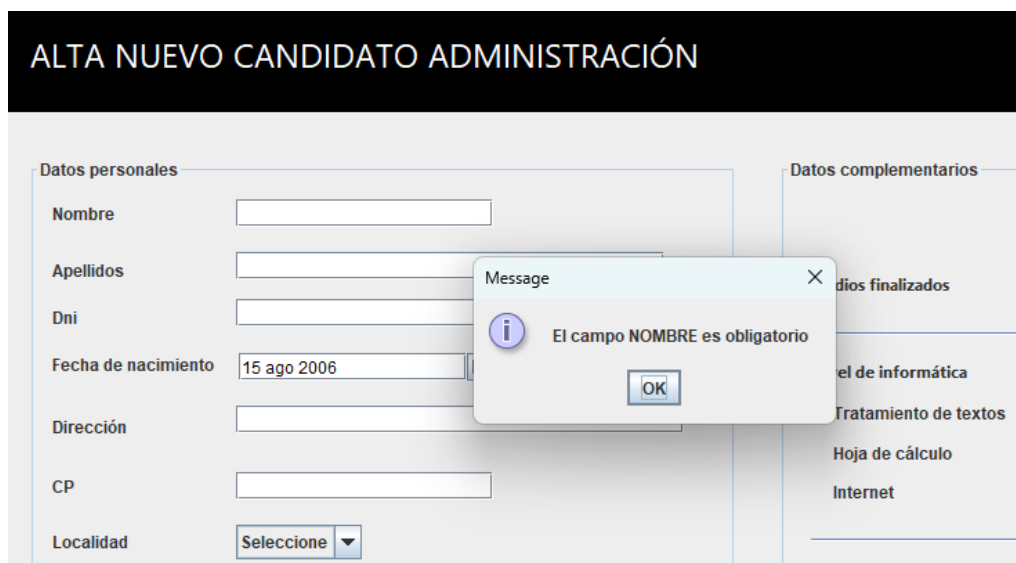 ALTA NUEVO CANDIDATO ADMINISTRACIÓN
Datos personales
Nombre
Apellidos
Dni
Fecha de nacimiento 15 ago 2006
Dirección
CP
Localidad Seleccione
Message
El campo NOMBRE es obligatorio
OK
Datos complementarios
finalizados
de informática
Tratamiento de textos
Hoja de cálculo
Internet